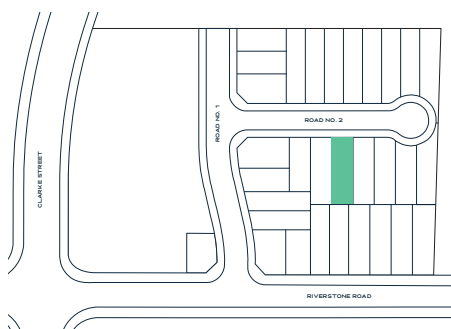 ROAD NO. 1
ROAD NO. 2
CLARKE STREET
RIVERSTONE ROAD